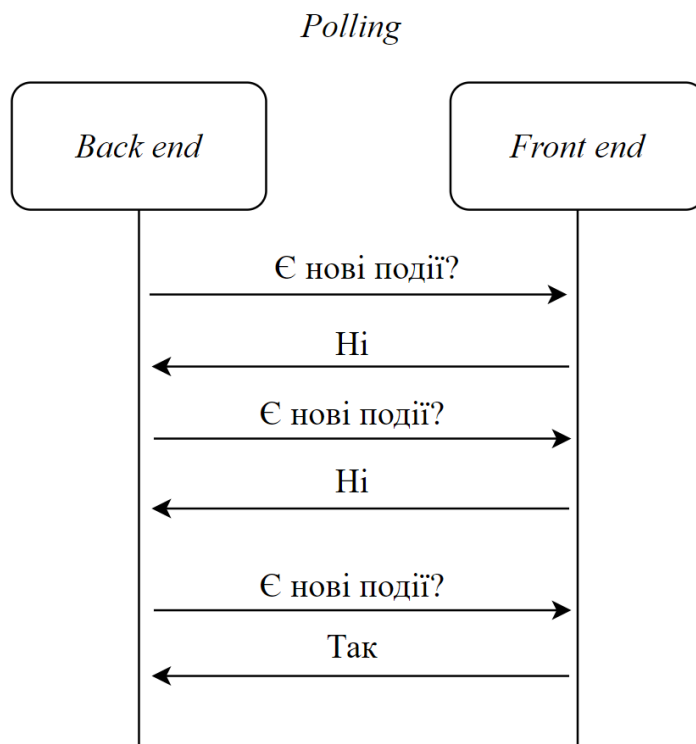 Polling
Back end
Front end
Є нові події?
Ні
Є нові події?
Ні
Є нові події?
Так